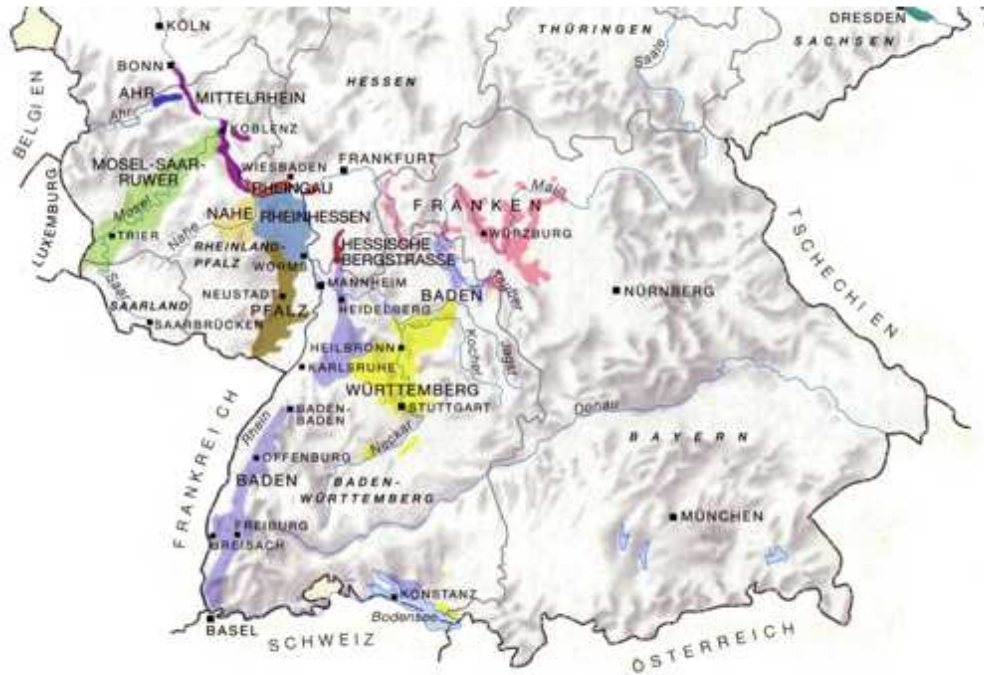 DRESDEN
KÖLN
THÜRINGEN
SACHSEN
Saale
BONN
HESSEN
BELGIEN
AHR
MITTELRHEIN
Ahr
KOBLENZ
MOSEL-SAAR-
RUWER
WIESBADEN
FRANKFURT
RHEINGAU
Main
LUXEMBURG
Mosel
NAHE
RHEINHESSEN
FRANKEN
TRIER
Nahe
WÜRZBURG
HESSISCHE
BERGSTRASSE
RHEINLAND-
PFALZ
WORMS
TSCHECHIEN
Saar
MANNHEIM
Tauber
SAARLAND
NEUSTADT
BADEN
NÜRNBERG
PFALZ
HEIDELBERG
SAARBRÜCKEN
HEILBRONN
Kocher
Jagst
KARLSRUHE
WÜRTTEMBERG
FRANKREICH
Rhein
BADEN-
BADEN
STUTTGART
Donau
Neckar
BAYERN
OFFENBURG
BADEN
BADEN-
WÜRTTEMBERG
MÜNCHEN
FREIBURG
BREISACH
KONSTANZ
Bodensee
BASEL
SCHWEIZ
ÖSTERREICH